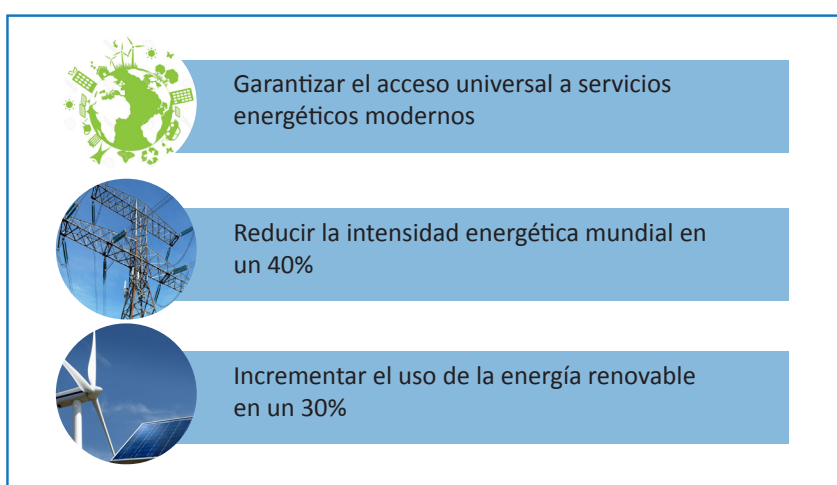 Garantizar el acceso universal a servicios
energéticos modernos
Reducir la intensidad energética mundial en
un 40%
Incrementar el uso de la energía renovable
en un 30%